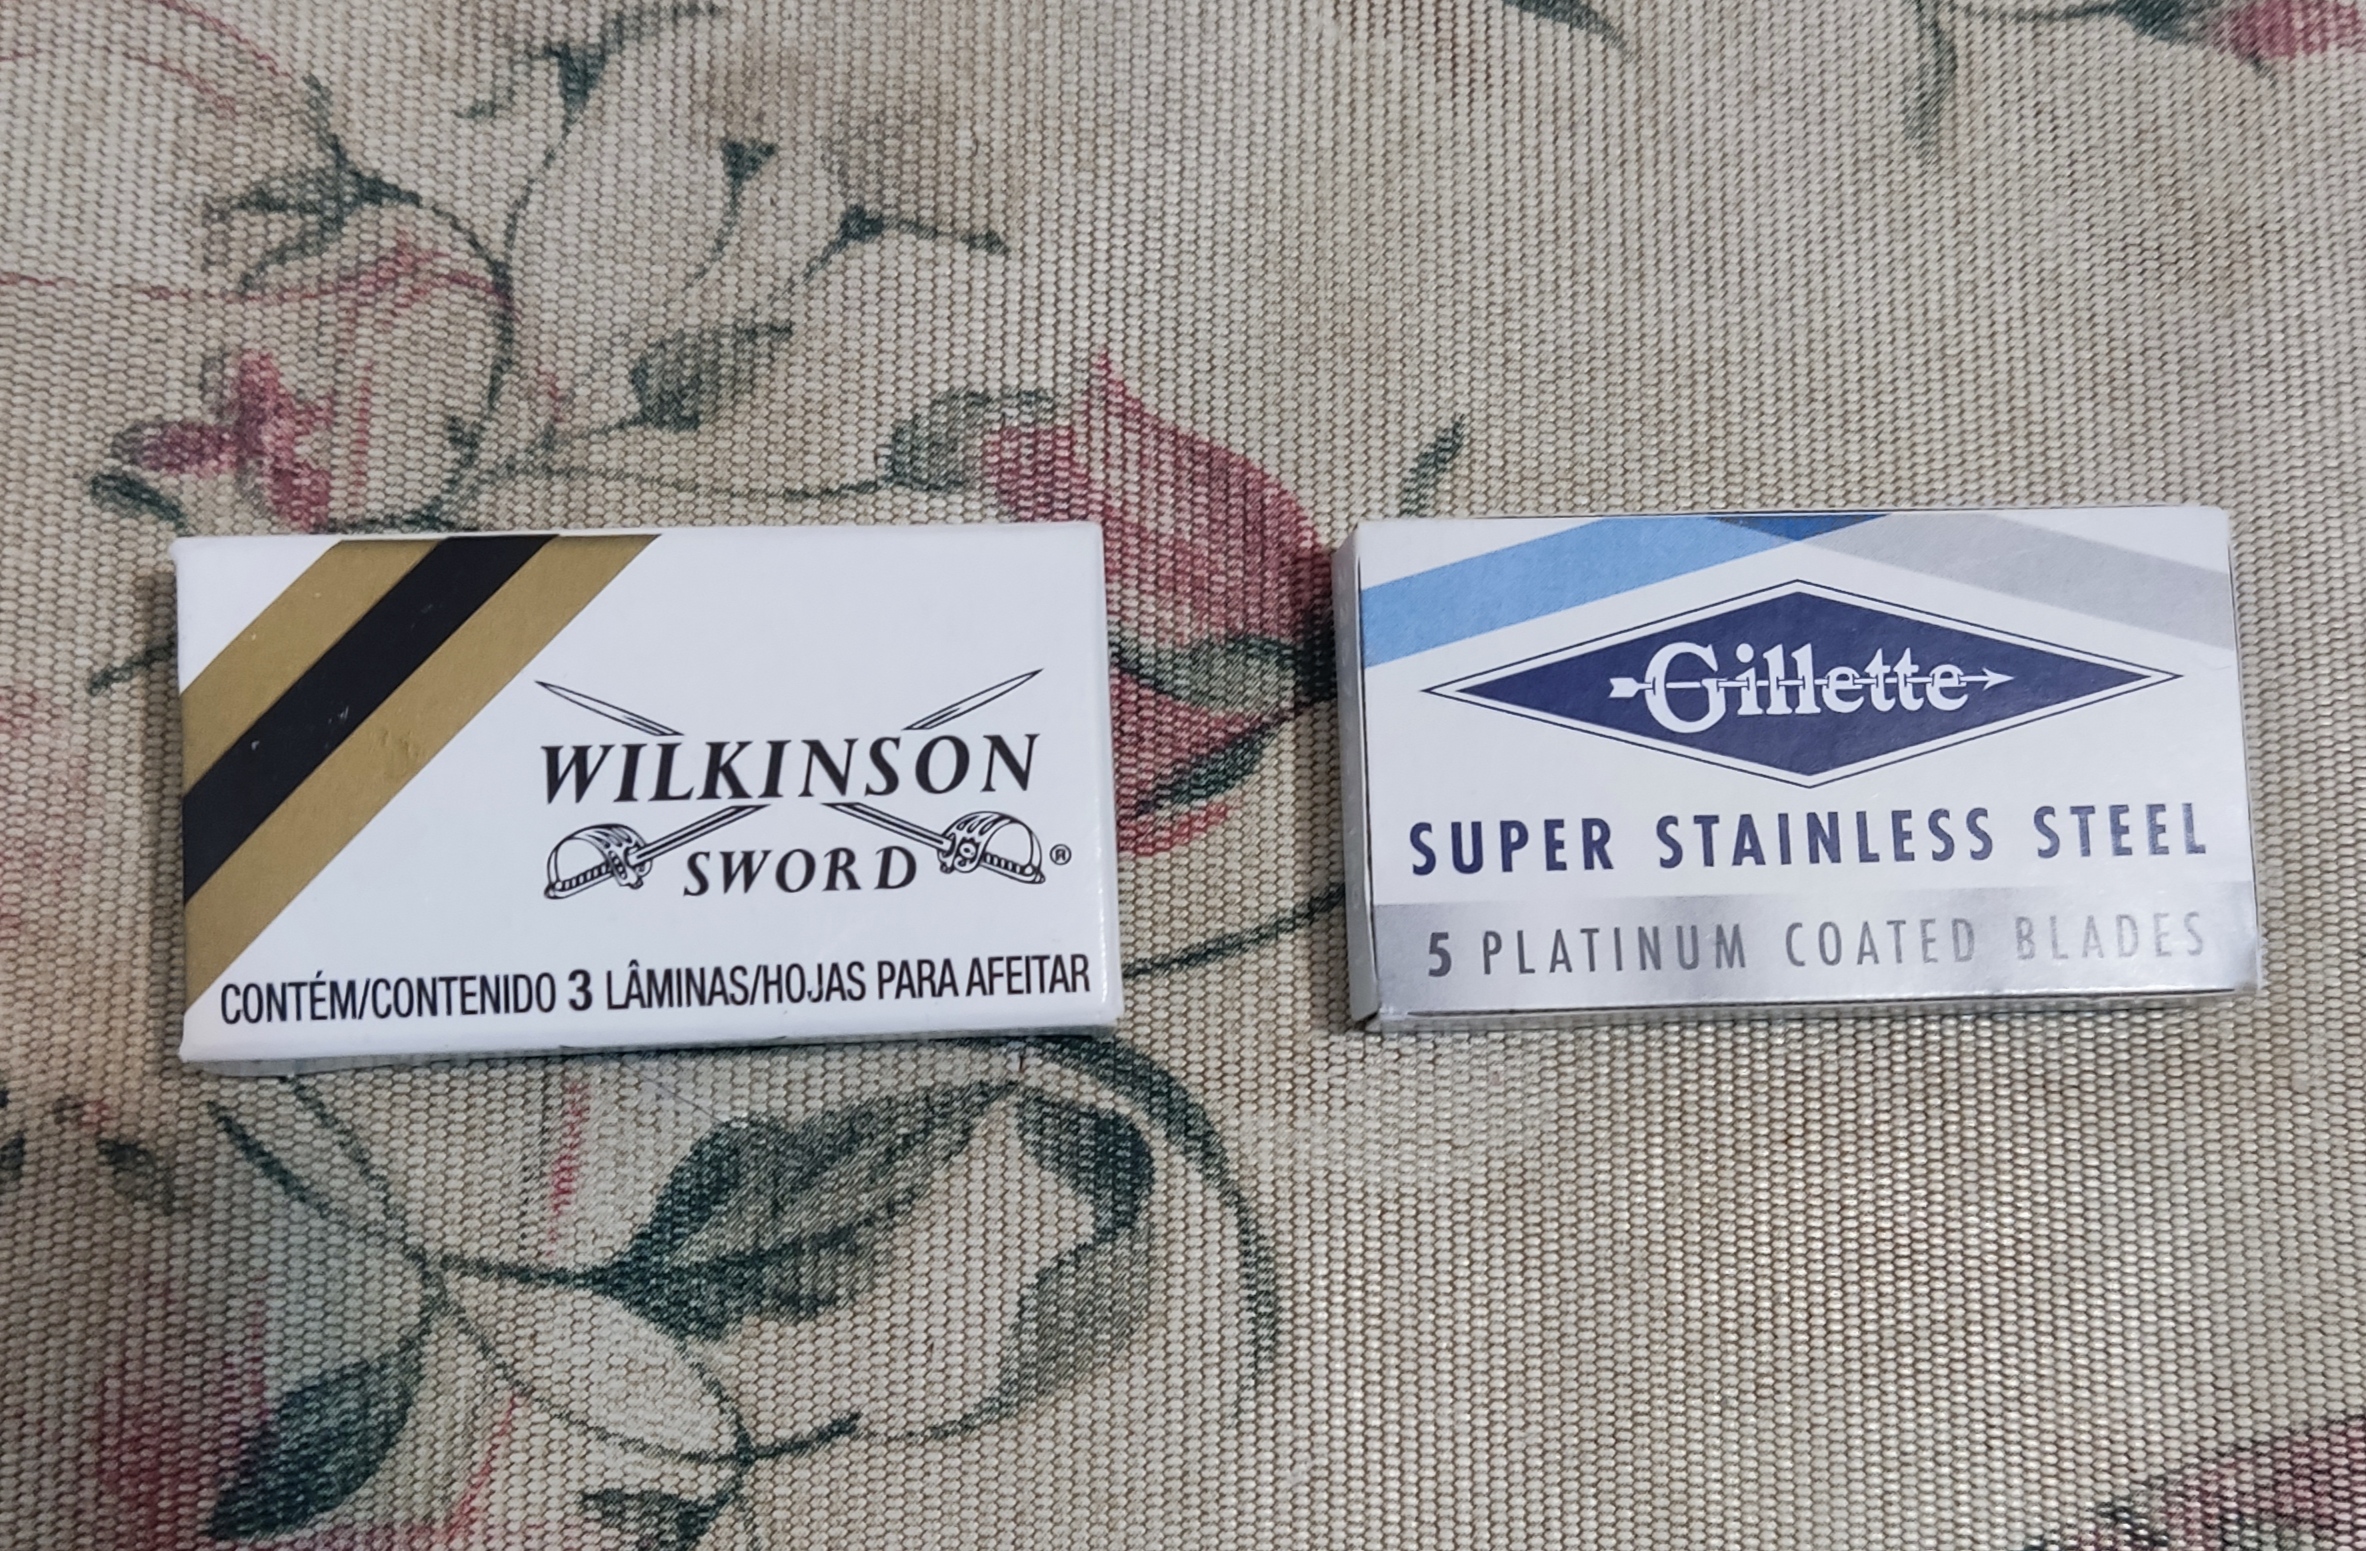 WILKINSON
SWORD ®
CONTÉM/CONTENIDO 3 LÂMINAS/HOJAS PARA AFEITAR
Gillette
SUPER STAINLESS STEEL
5 PLATINUM COATED BLADES